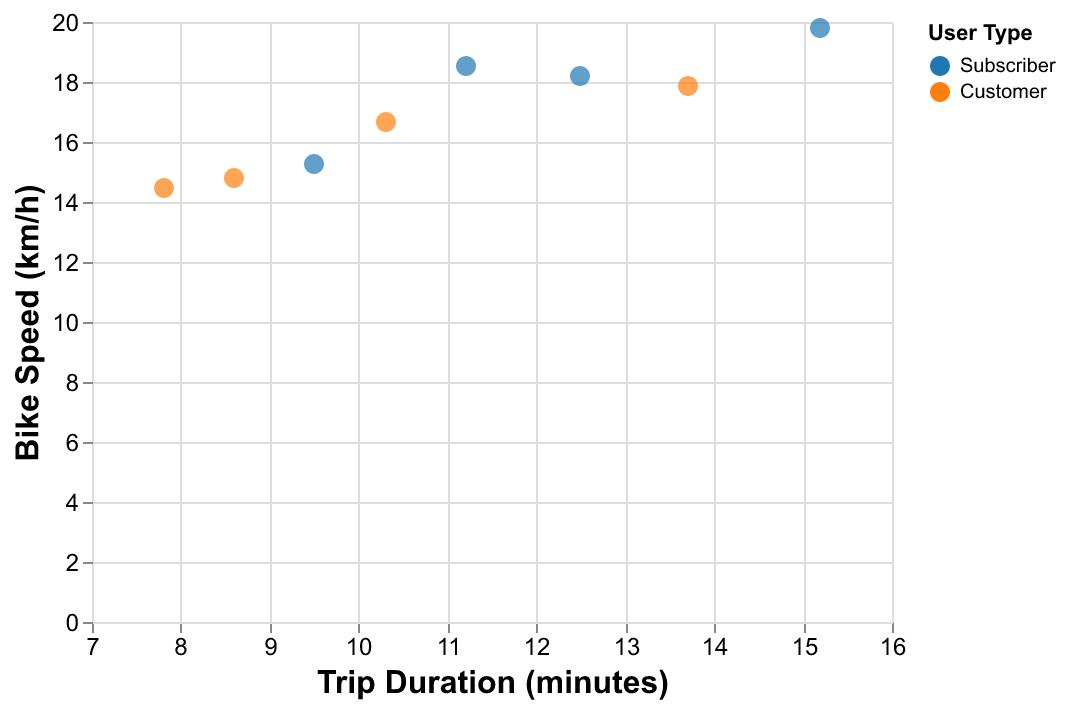 20
18
16
14
12
10
8
6
4
2
0
Bike Speed (km/h)
7 8 9 10 11 12 13 14 15 16
Trip Duration (minutes)
User Type
Subscriber
Customer